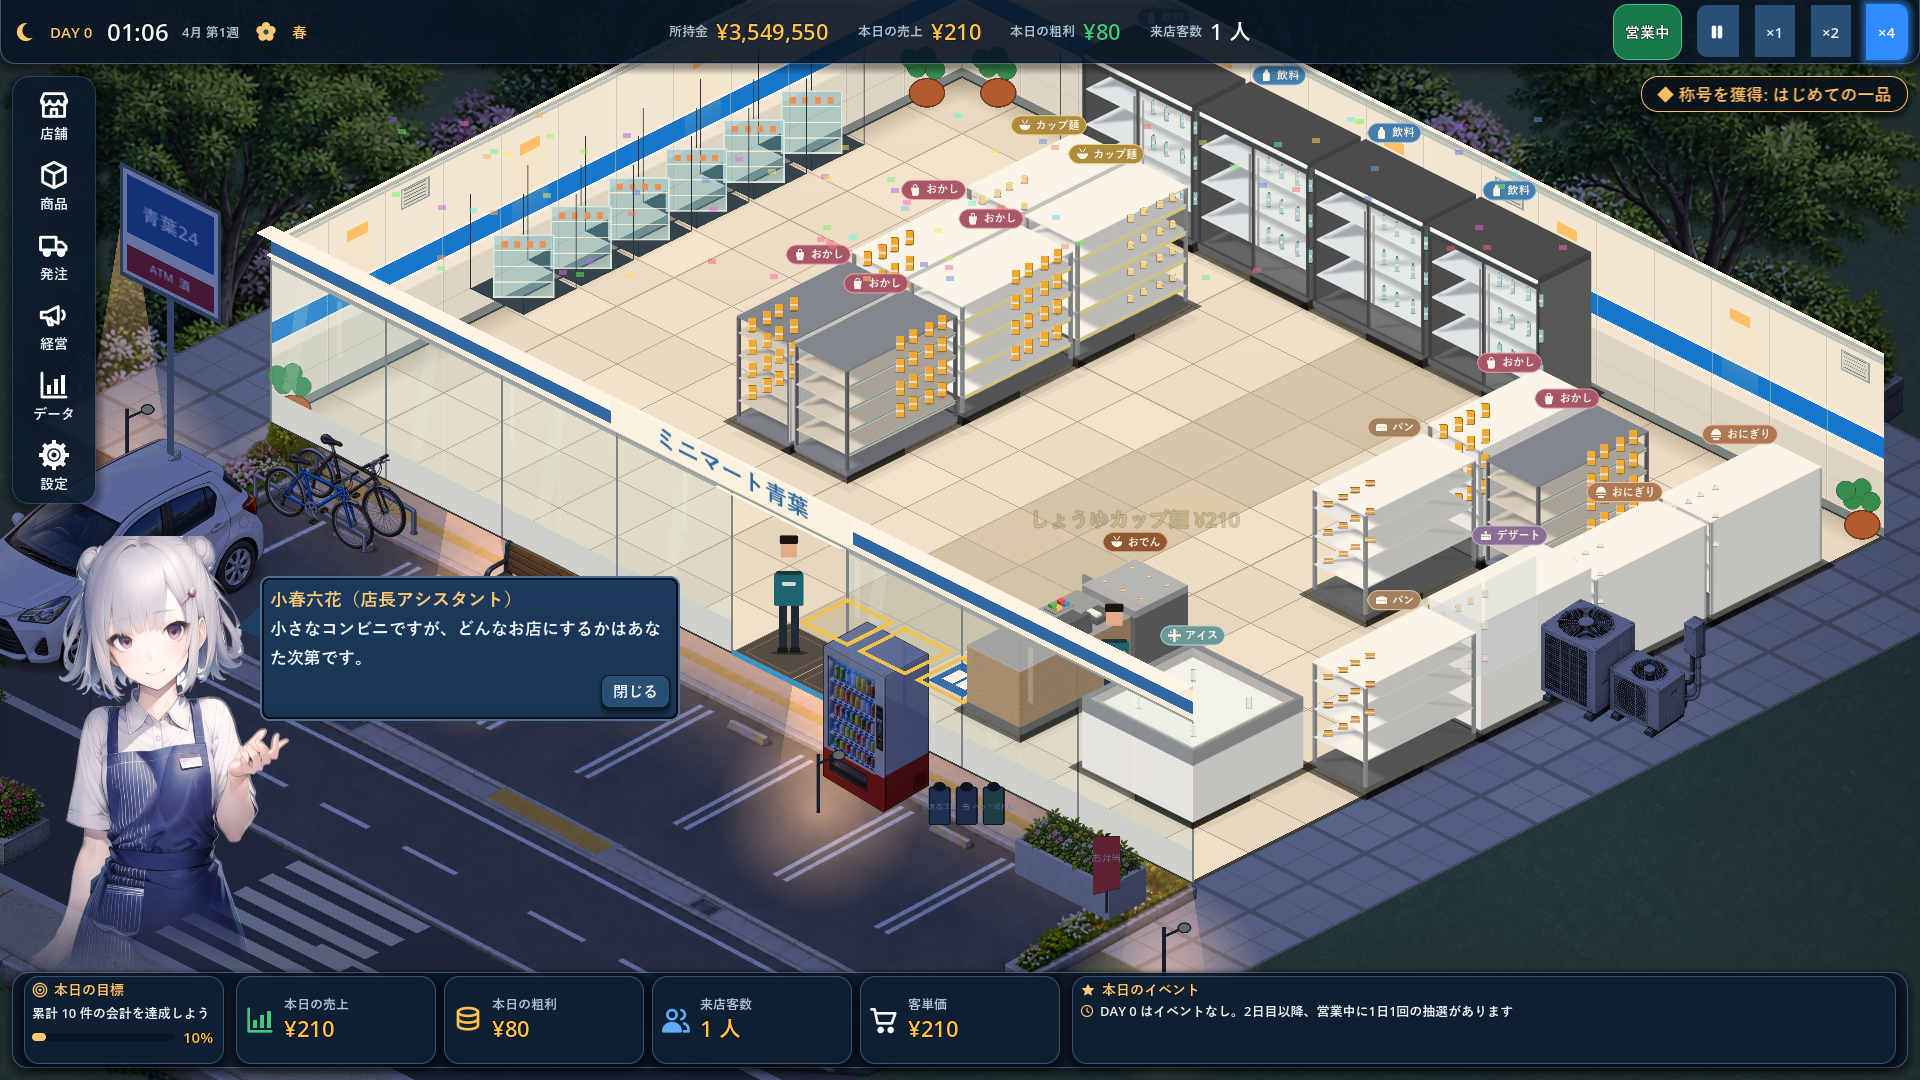 DAY 0 01:06 4月 第1週 春
所持金 ¥3,549,550 本日の売上 ¥210 本日の粗利 ¥80 来店客数 1 人
営業中 ×1 ×2 ×4
◆ 称号を獲得: はじめての一品
店舗
商品
発注
経営
データ
設定
青葉24
ATM 酒
飲料
飲料
飲料
カップ麺
カップ麺
おかし
おかし
おかし
おかし
おかし
おかし
パン
おにぎり
おにぎり
デザート
パン
ミニマート青葉
しょうゆカップ麺 ¥210
おでん
アイス
お弁当
小春六花（店長アシスタント）
小さなコンビニですが、どんなお店にするかはあな
た次第です。
閉じる
本日の目標
累計 10 件の会計を達成しよう
10%
本日の売上
¥210
本日の粗利
¥80
来店客数
1 人
客単価
¥210
本日のイベント
DAY 0 はイベントなし。2日目以降、営業中に1日1回の抽選があります